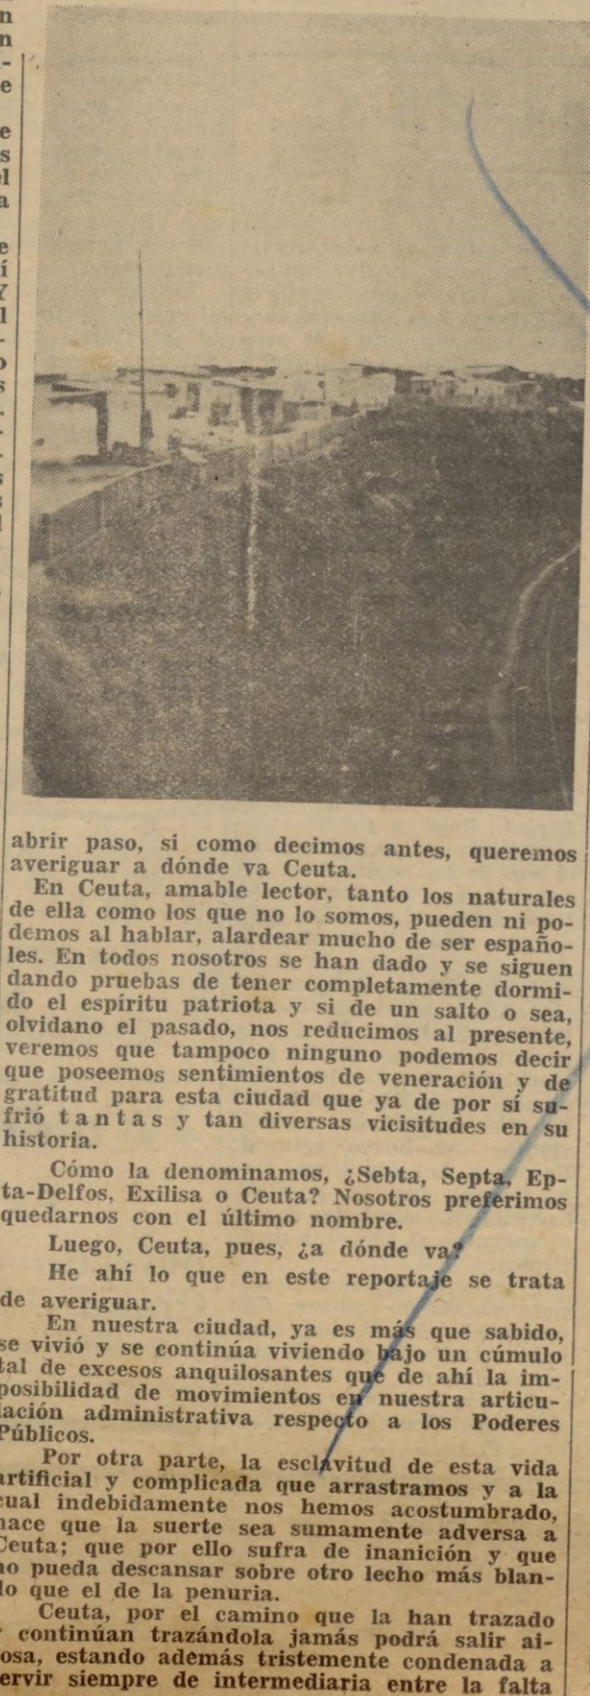 abrir paso, si como decimos antes, queremos
averiguar a dónde va Ceuta.
En Ceuta, amable lector, tanto los naturales
de ella como los que no lo somos, pueden ni po-
demos al hablar, alardear mucho de ser españo-
les. En todos nosotros se han dado y se siguen
dando pruebas de tener completamente dormi-
do el espíritu patriota y si de un salto o sea,
olvidano el pasado, nos reducimos al presente,
veremos que tampoco ninguno podemos decir
que poseemos sentimientos de veneración y de
gratitud para esta ciudad que ya de por sí su-
frió tantas y tan diversas vicisitudes en su
historia.
Cómo la denominamos, ¿Sebta, Septa, Ep-
ta-Delfos, Exilisa o Ceuta? Nosotros preferimos
quedarnos con el último nombre.
Luego, Ceuta, pues, ¿a dónde va?
He ahí lo que en este reportaje se trata
de averiguar.
En nuestra ciudad, ya es más que sabido,
se vivió y se continúa viviendo bajo un cúmulo
tal de excesos anquilosantes que de ahí la im-
posibilidad de movimientos en nuestra articu-
lación administrativa respecto a los Poderes
Públicos.
Por otra parte, la esclavitud de esta vida
artificial y complicada que arrastramos y a la
cual indebidamente nos hemos acostumbrado,
hace que la suerte sea sumamente adversa a
Ceuta; que por ello sufra de inanición y que
no pueda descansar sobre otro lecho más blan-
do que el de la penuria.
Ceuta, por el camino que la han trazado
y continúan trazándola jamás podrá salir ai-
rosa, estando además tristemente condenada a
servir siempre de intermediaria entre la falta